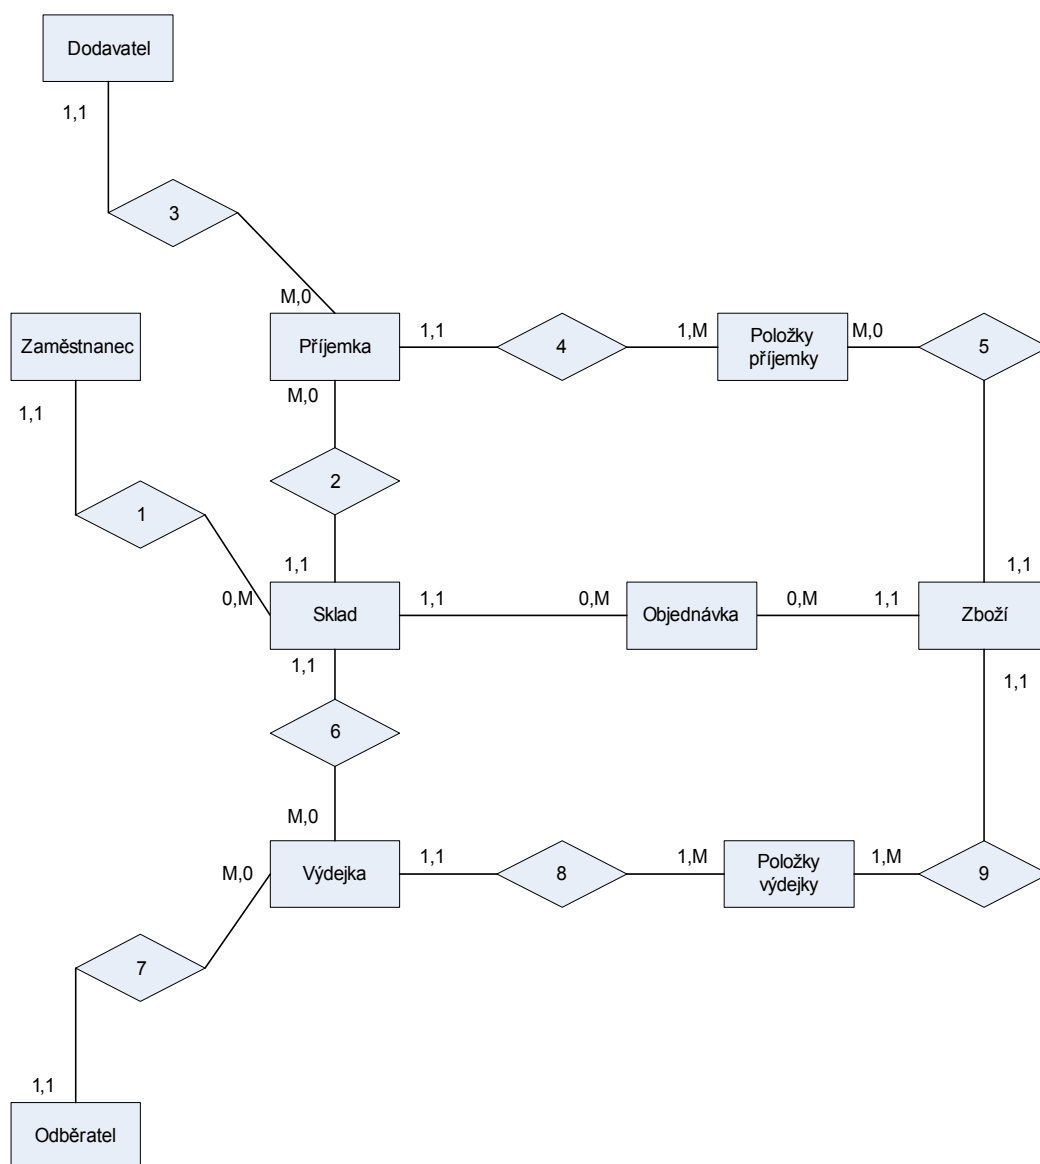 Dodavatel
1,1
3
M,0
Zaměstnanec
Příjemka
1,1
4
1,M
Položky
příjemky
M,0
5
1,1
M,0
2
1
1,1
1,1
0,M
Sklad
1,1
0,M
Objednávka
0,M
1,1
Zboží
1,1
1,1
6
M,0
M,0
Výdejka
1,1
8
1,M
Položky
výdejky
1,M
9
7
1,1
Odběratel